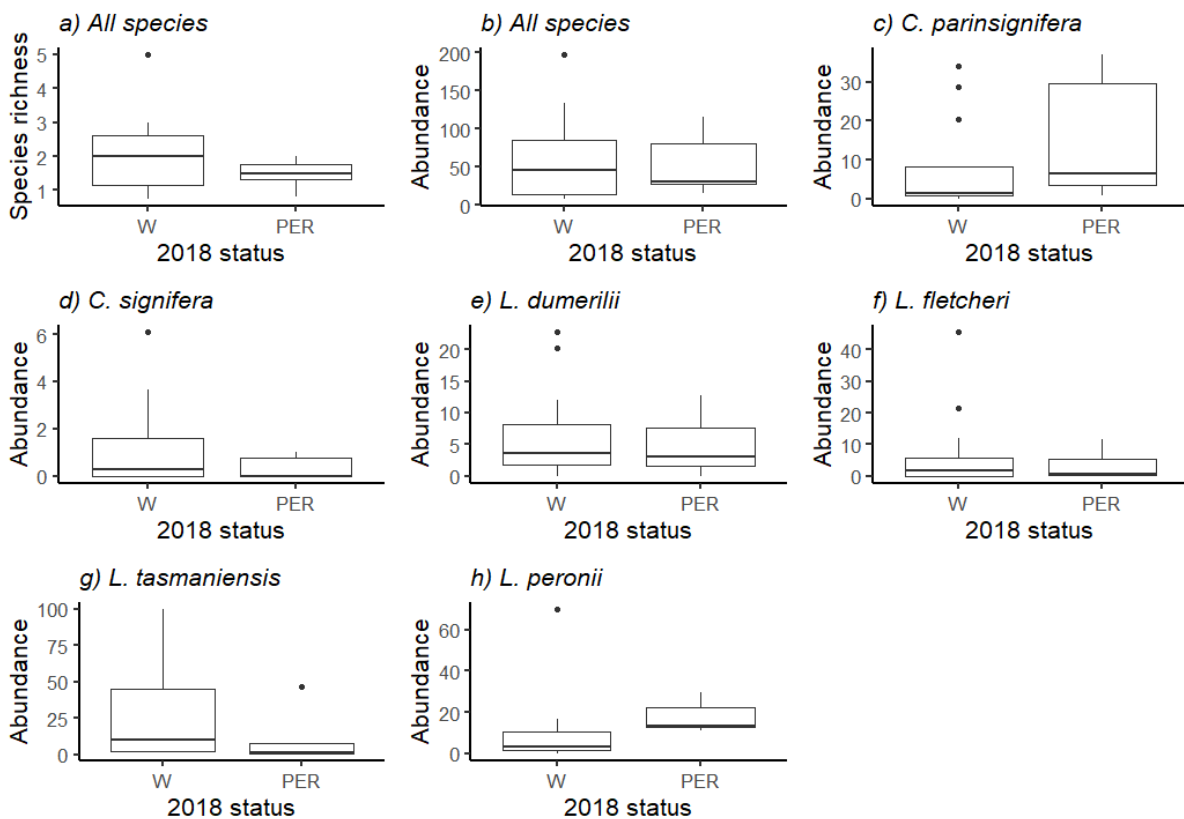 a) All species
Species richness
5
4
3
2
1
W
PER
2018 status
b) All species
Abundance
200
150
100
50
0
W
PER
2018 status
c) C. parinsignifera
Abundance
30
20
10
0
W
PER
2018 status
d) C. signifera
Abundance
6
4
2
0
W
PER
2018 status
e) L. dumerilii
Abundance
20
15
10
5
0
W
PER
2018 status
f) L. fletcheri
Abundance
40
30
20
10
0
W
PER
2018 status
g) L. tasmaniensis
Abundance
100
75
50
25
0
W
PER
2018 status
h) L. peronii
Abundance
60
40
20
0
W
PER
2018 status